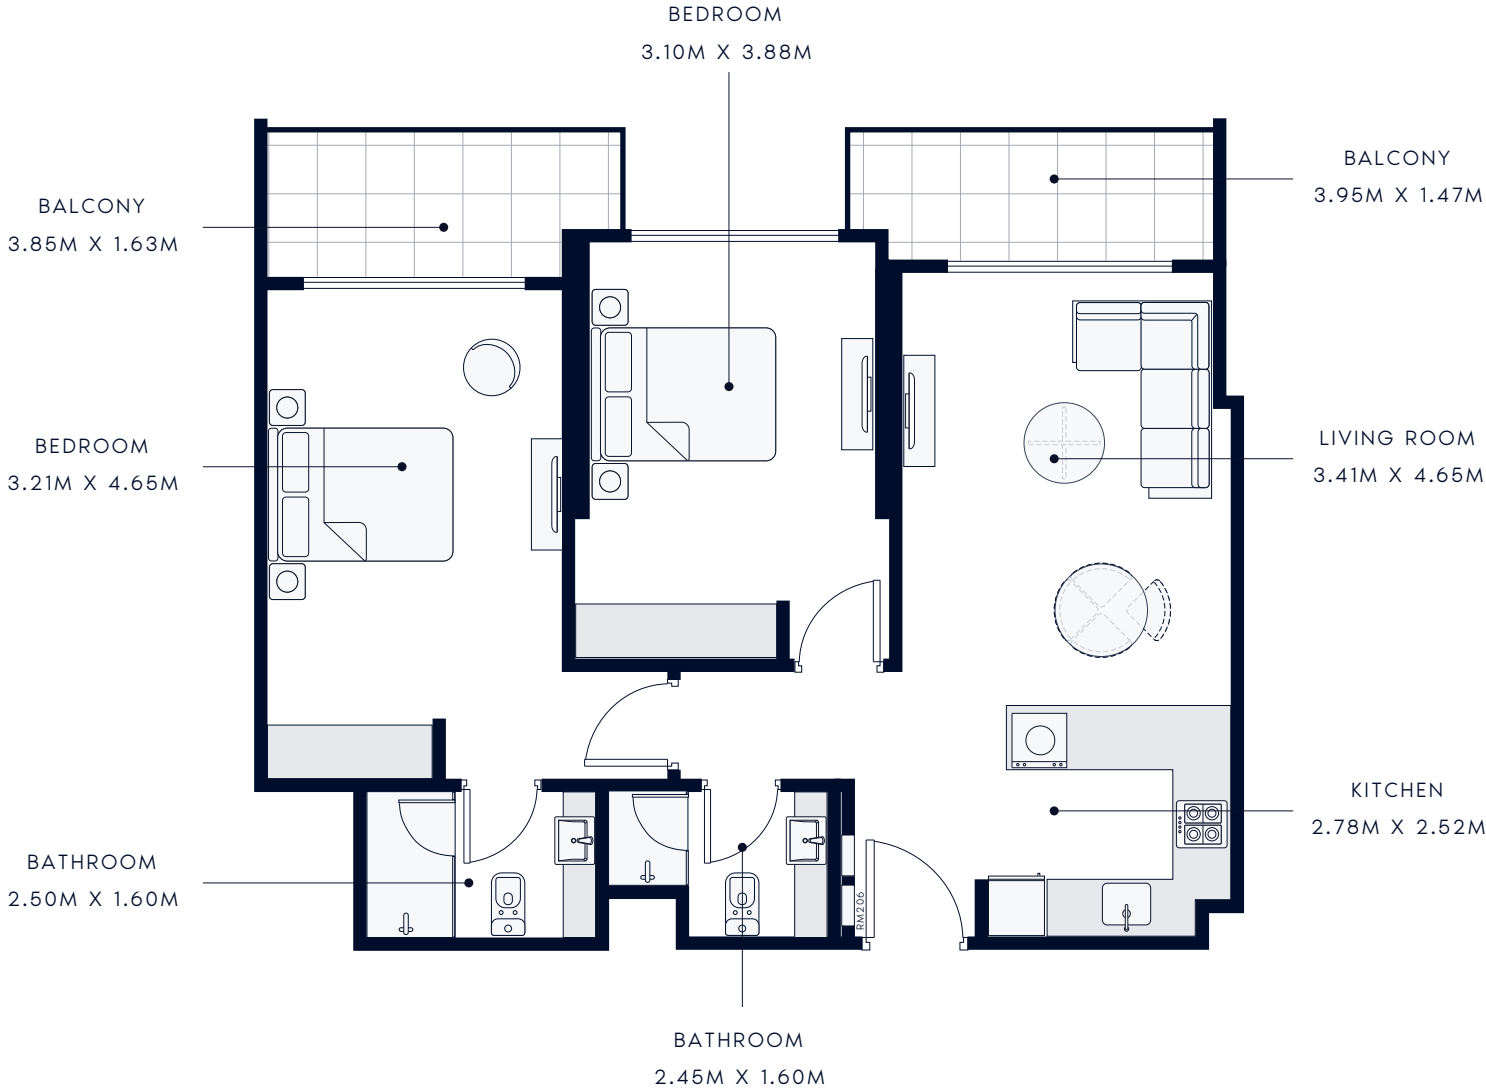 BEDROOM
3.10M X 3.88M
BALCONY
3.95M X 1.47M
BALCONY
3.85M X 1.63M
BEDROOM
3.21M X 4.65M
LIVING ROOM
3.41M X 4.65M
KITCHEN
2.78M X 2.52M
BATHROOM
2.50M X 1.60M
RM206
BATHROOM
2.45M X 1.60M